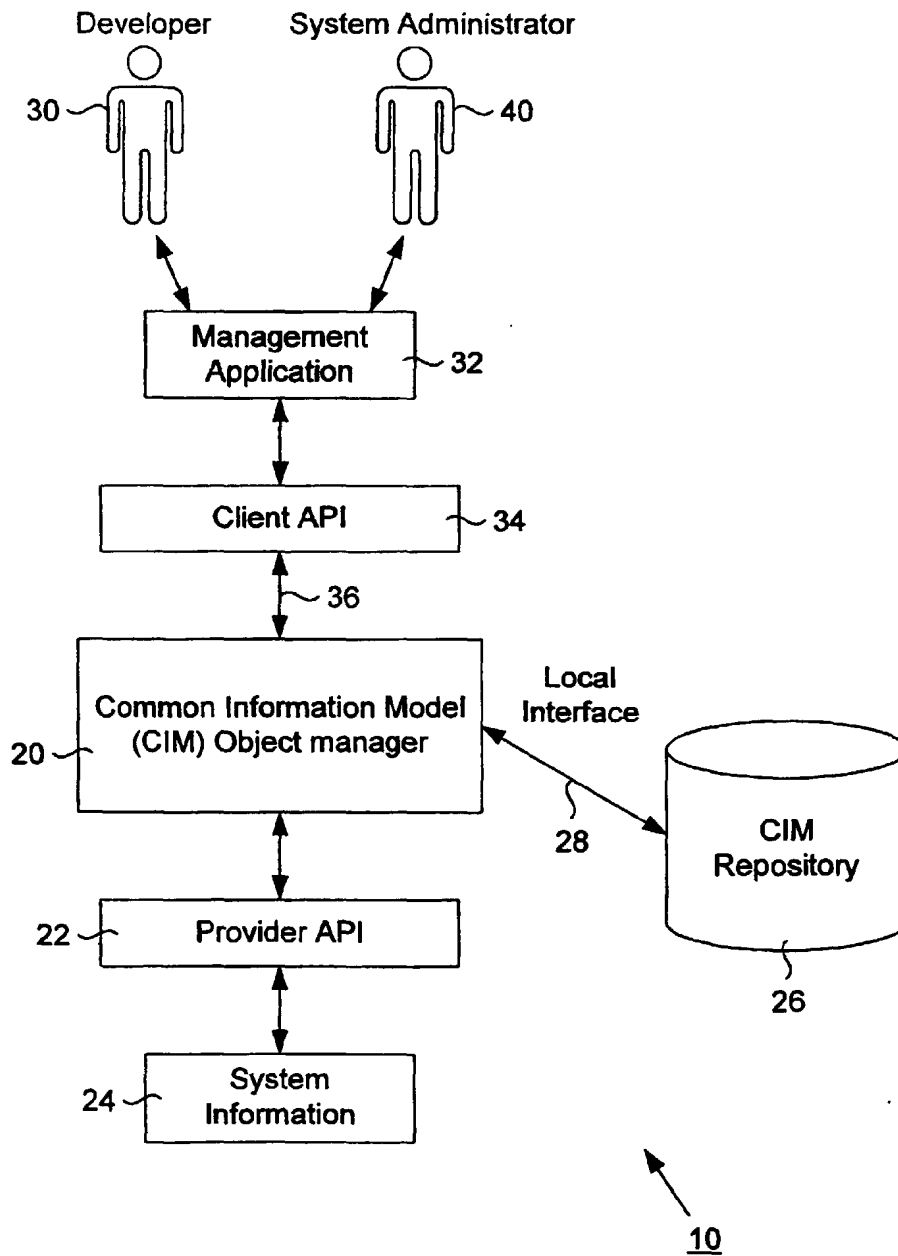 Developer
System Administrator
30
40
Management
Application
32
Client API
34
36
Common Information Model
(CIM) Object manager
20
Local
Interface
28
CIM
Repository
26
22
Provider API
System
Information
24
10